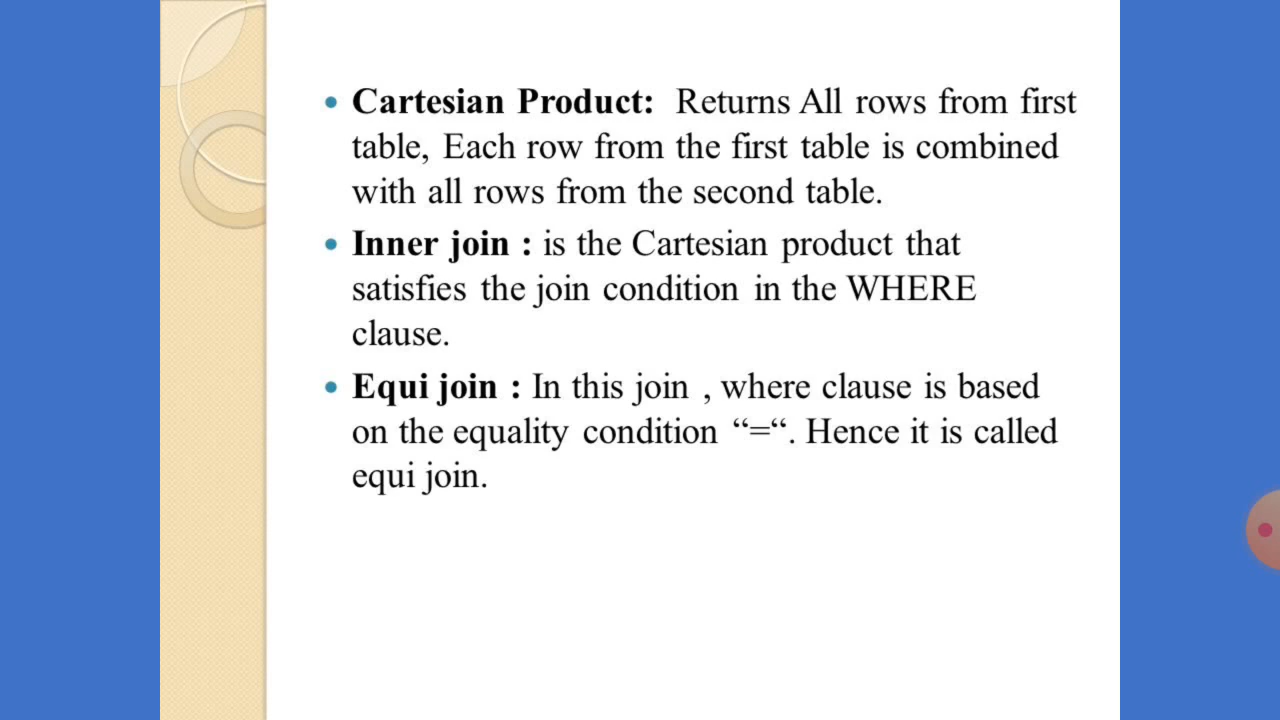 Cartesian Product: Returns All rows from first
table, Each row from the first table is combined
with all rows from the second table.
Inner join : is the Cartesian product that
satisfies the join condition in the WHERE
clause.
Equi join : In this join , where clause is based
on the equality condition “=“. Hence it is called
equi join.